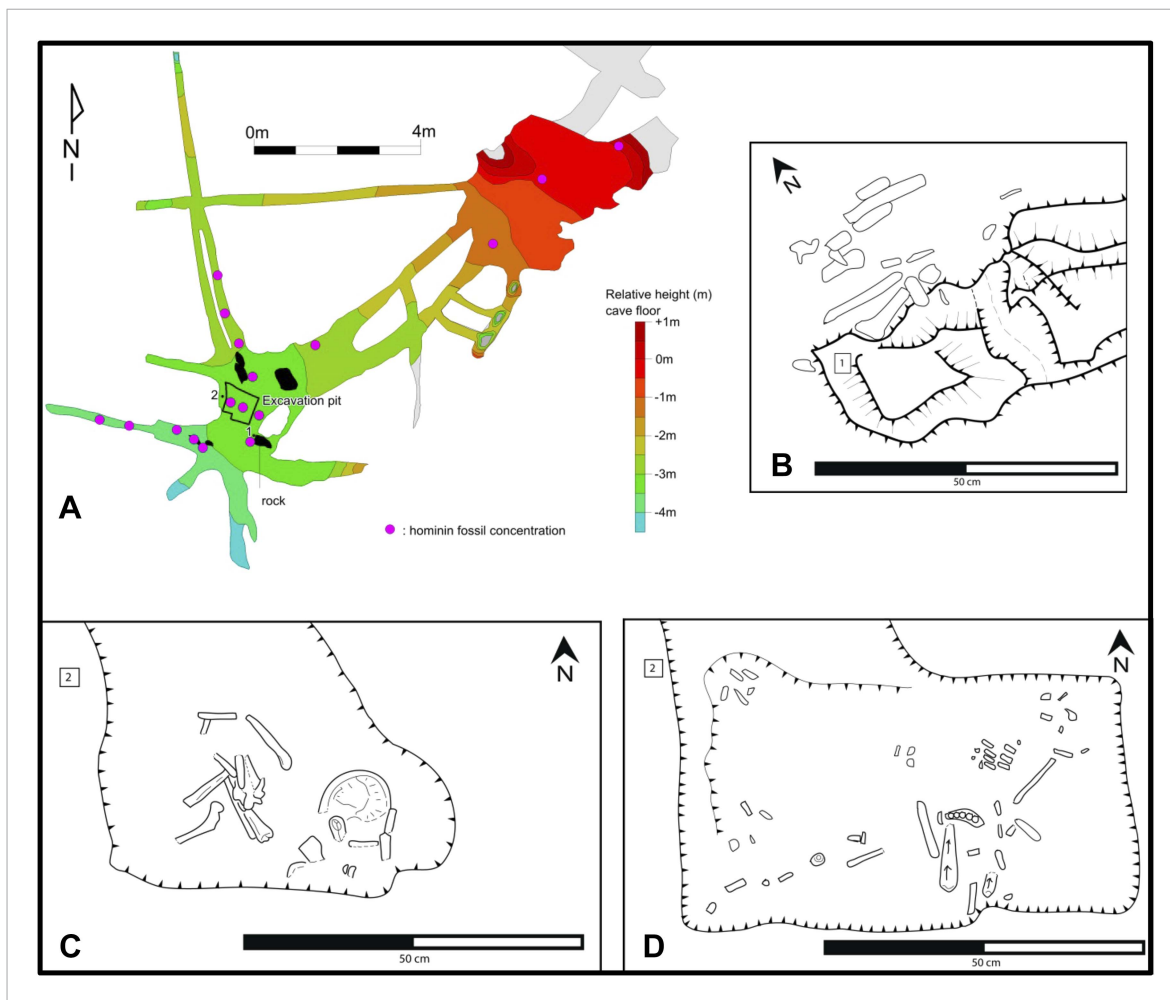 N
0m
4m
2
Excavation pit
1
rock
A
: hominin fossil concentration
Relative height (m)
cave floor
+1m
0m
-1m
-2m
-3m
-4m
N
1
B
50 cm
2
N
C
50 cm
2
N
D
50 cm